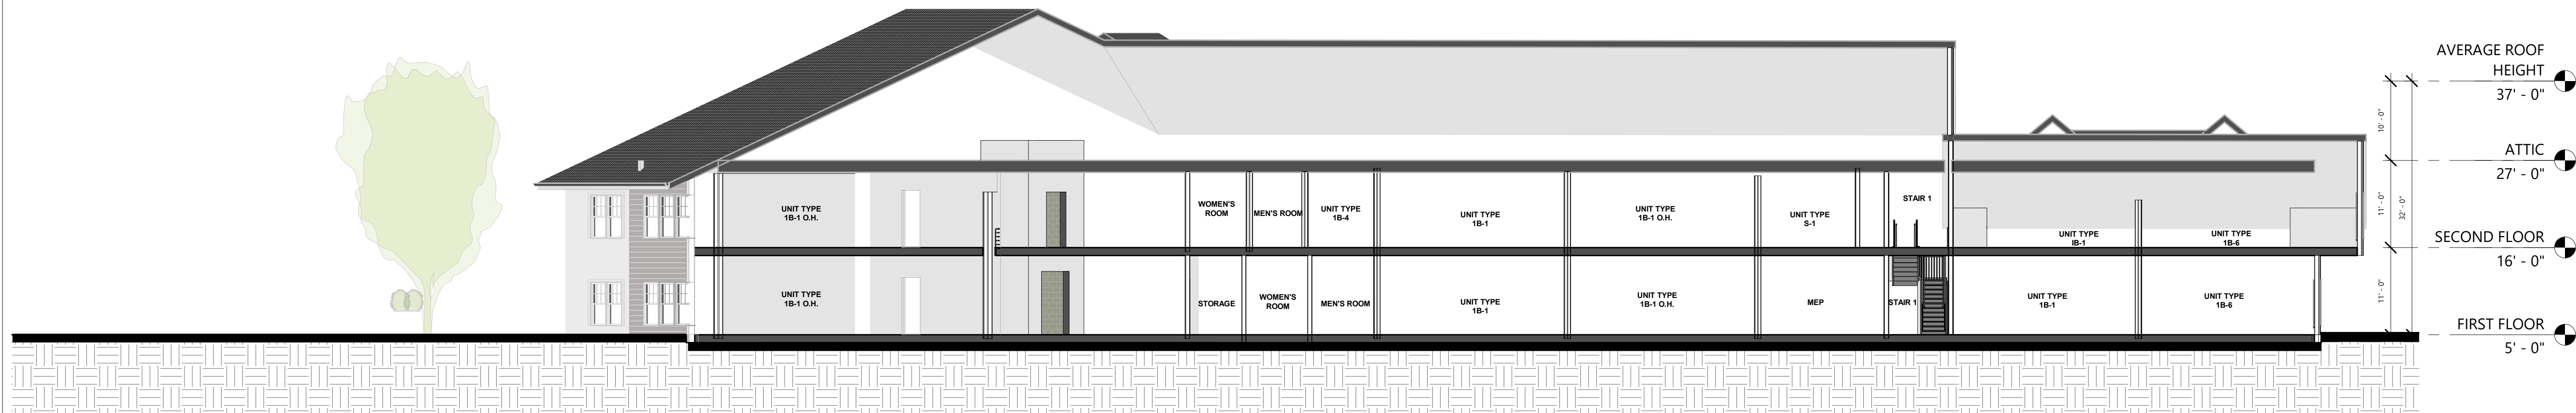 AVERAGE ROOF
HEIGHT
37' - 0"
10' - 0"
ATTIC
27' - 0"
11' - 0"
32' - 0"
SECOND FLOOR
16' - 0"
11' - 0"
FIRST FLOOR
5' - 0"
UNIT TYPE
1B-1 O.H.
WOMEN'S
ROOM
MEN'S ROOM
UNIT TYPE
1B-4
UNIT TYPE
1B-1
UNIT TYPE
1B-1 O.H.
UNIT TYPE
S-1
STAIR 1
UNIT TYPE
IB-1
UNIT TYPE
1B-6
UNIT TYPE
1B-1 O.H.
STORAGE
WOMEN'S
ROOM
MEN'S ROOM
UNIT TYPE
1B-1
UNIT TYPE
1B-1 O.H.
MEP
STAIR 1
UNIT TYPE
1B-1
UNIT TYPE
1B-6